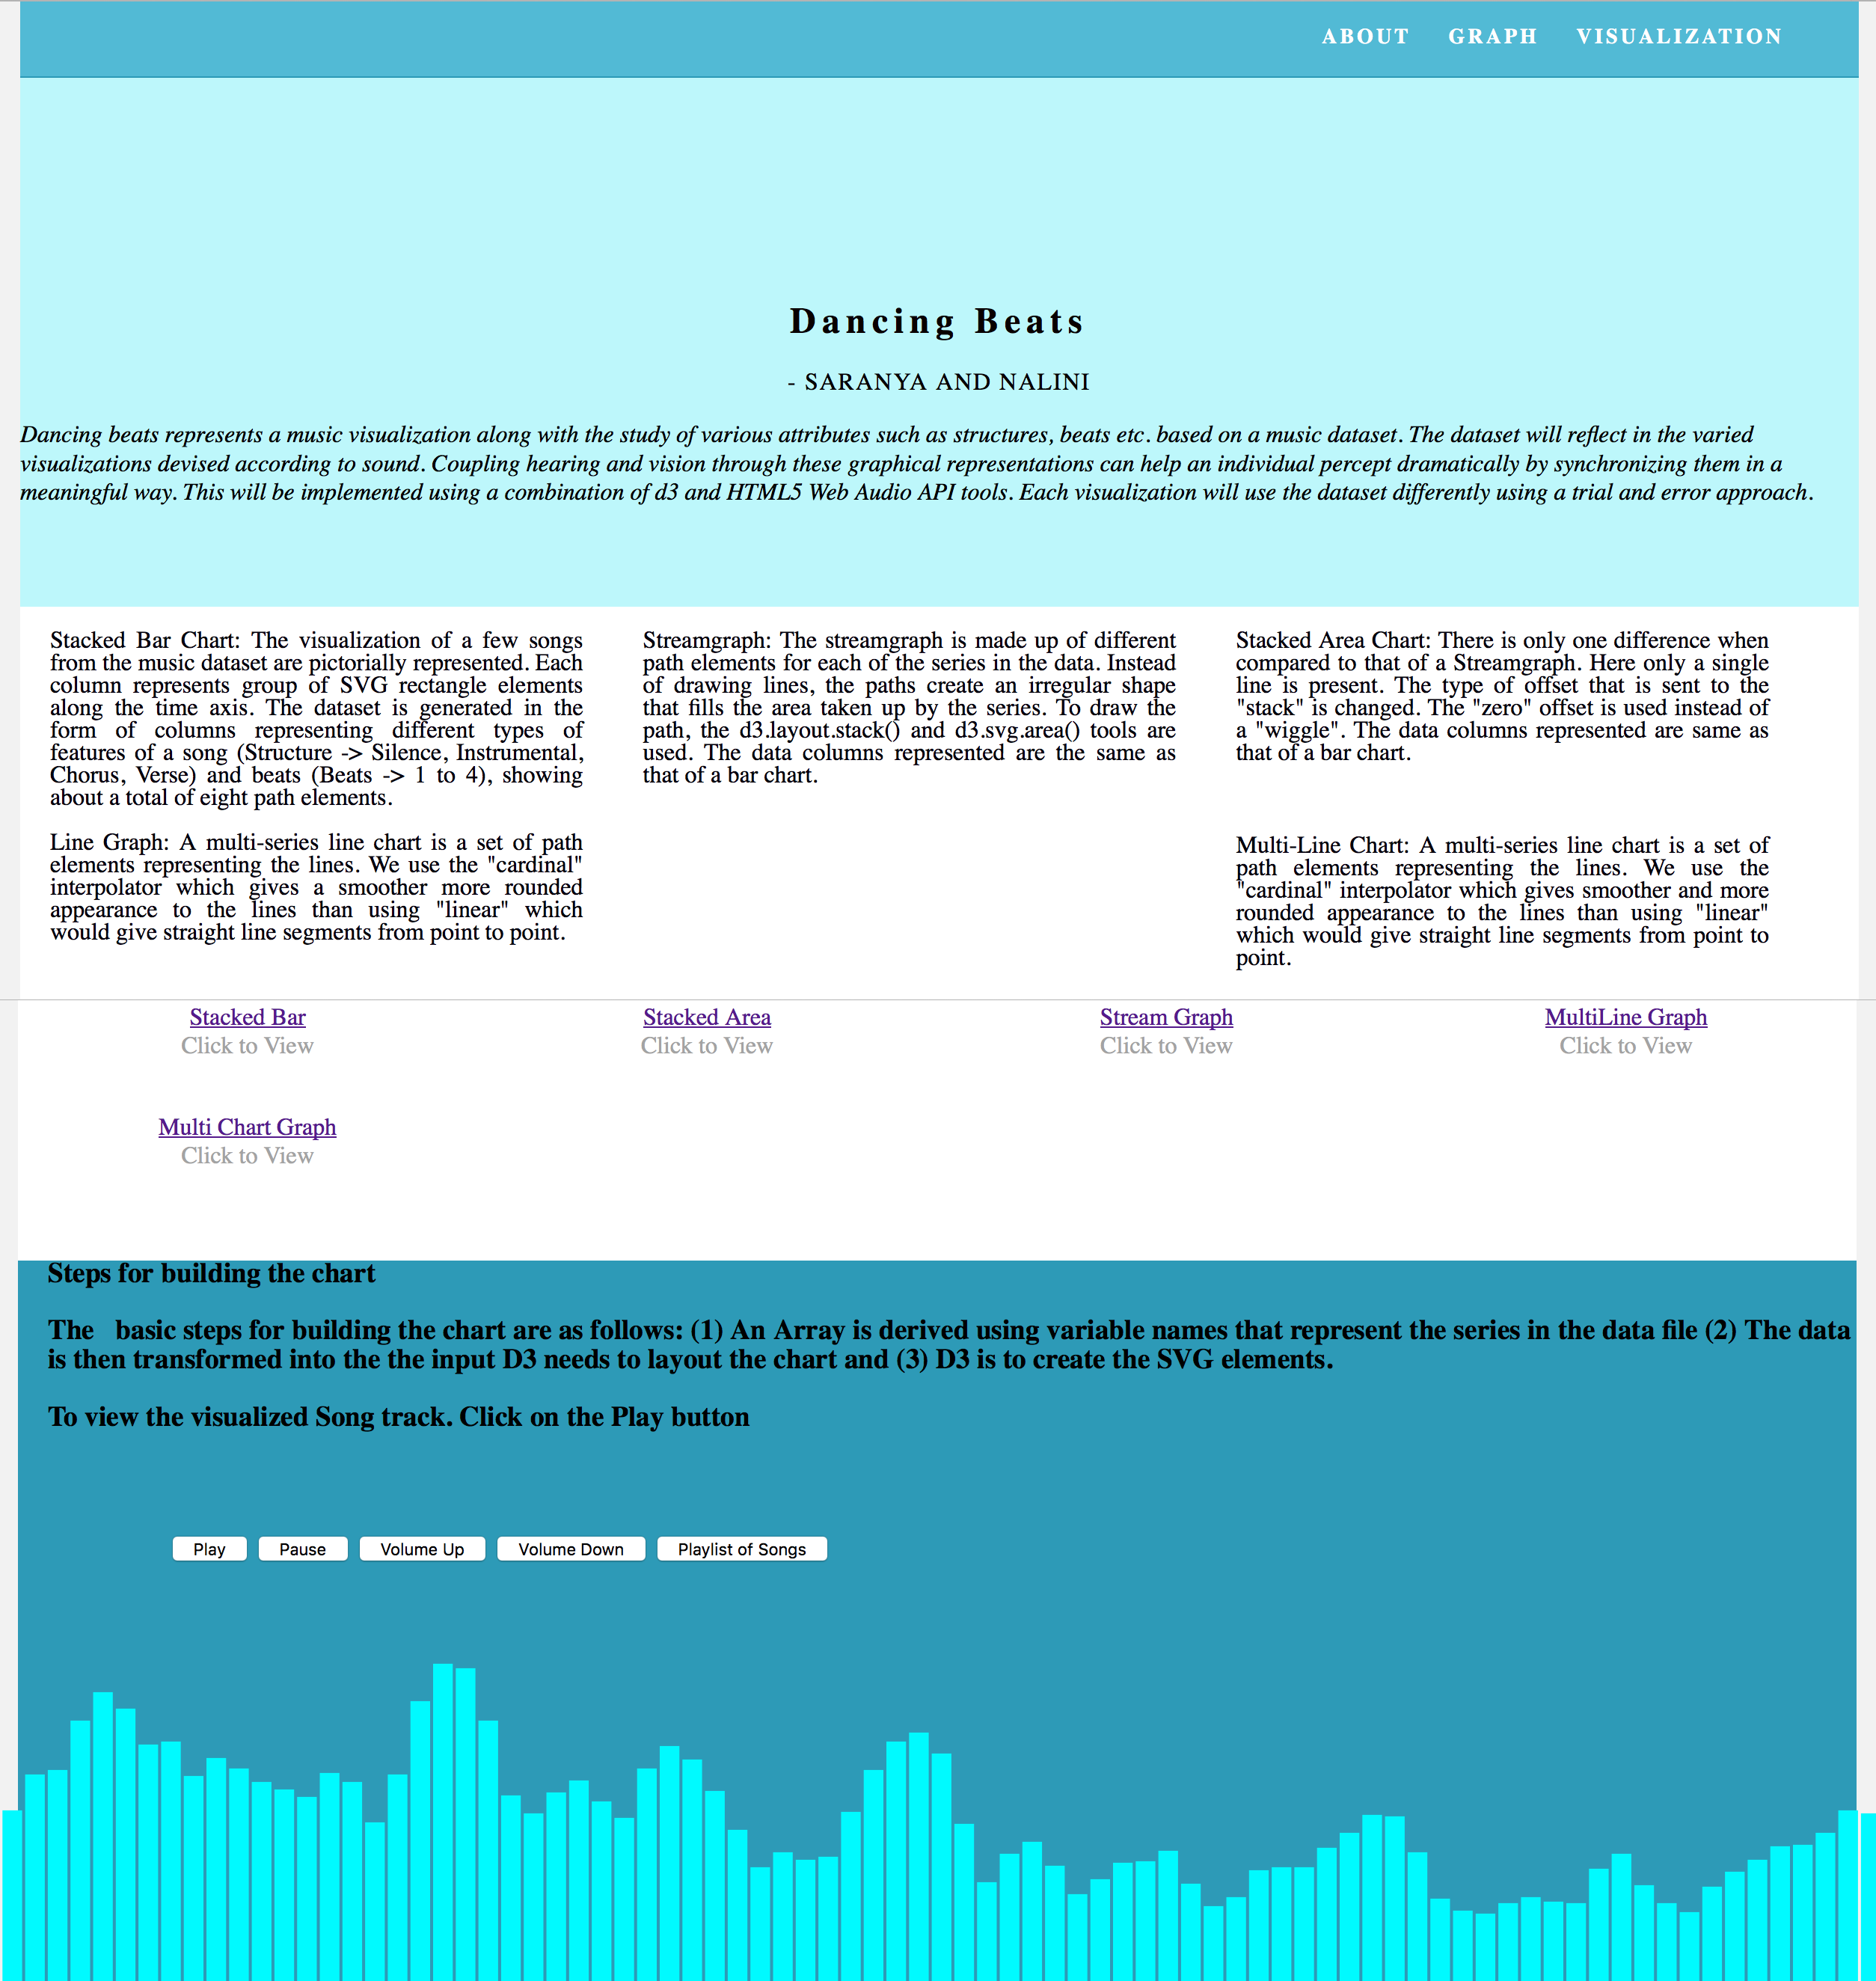 ABOUT GRAPH VISUALIZATION
Dancing Beats
- SARANYA AND NALINI
Dancing beats represents a music visualization along with the study of various attributes such as structures, beats etc. based on a music dataset. The dataset will reflect in the varied
visualizations devised according to sound. Coupling hearing and vision through these graphical representations can help an individual percept dramatically by synchronizing them in a
meaningful way. This will be implemented using a combination of d3 and HTML5 Web Audio API tools. Each visualization will use the dataset differently using a trial and error approach.
Stacked Bar Chart: The visualization of a few songs
from the music dataset are pictorially represented. Each
column represents group of SVG rectangle elements
along the time axis. The dataset is generated in the
form of columns representing different types of
features of a song (Structure -> Silence, Instrumental,
Chorus, Verse) and beats (Beats -> 1 to 4), showing
about a total of eight path elements.
Streamgraph: The streamgraph is made up of different
path elements for each of the series in the data. Instead
of drawing lines, the paths create an irregular shape
that fills the area taken up by the series. To draw the
path, the d3.layout.stack() and d3.svg.area() tools are
used. The data columns represented are the same as
that of a bar chart.
Stacked Area Chart: There is only one difference when
compared to that of a Streamgraph. Here only a single
line is present. The type of offset that is sent to the
"stack" is changed. The "zero" offset is used instead of
a "wiggle". The data columns represented are same as
that of a bar chart.
Line Graph: A multi-series line chart is a set of path
elements representing the lines. We use the "cardinal"
interpolator which gives a smoother more rounded
appearance to the lines than using "linear" which
would give straight line segments from point to point.
Multi-Line Chart: A multi-series line chart is a set of
path elements representing the lines. We use the
"cardinal" interpolator which gives smoother and more
rounded appearance to the lines than using "linear"
which would give straight line segments from point to
point.
Stacked Bar
Click to View
Stacked Area
Click to View
Stream Graph
Click to View
MultiLine Graph
Click to View
Multi Chart Graph
Click to View
Steps for building the chart
The basic steps for building the chart are as follows: (1) An Array is derived using variable names that represent the series in the data file (2) The data
is then transformed into the the input D3 needs to layout the chart and (3) D3 is to create the SVG elements.
To view the visualized Song track. Click on the Play button
Play Pause Volume Up Volume Down Playlist of Songs